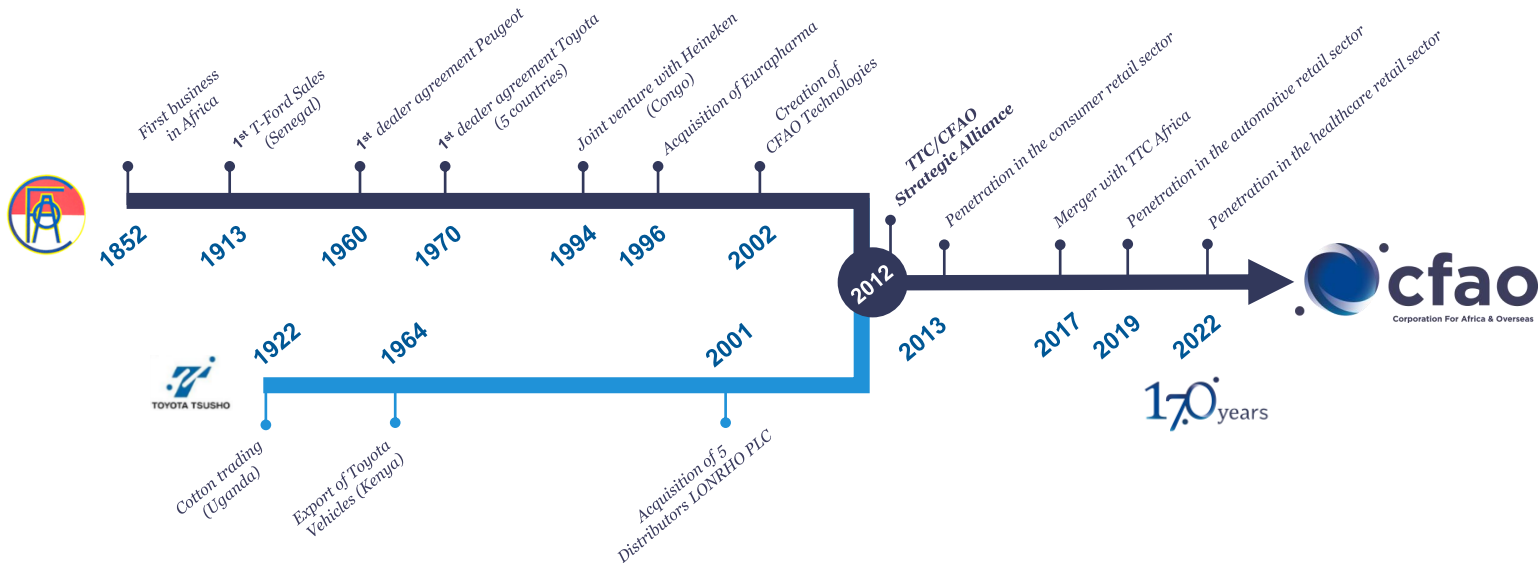 First business
in Africa
1st T-Ford Sales
(Senegal)
1st dealer agreement Peugeot
1st dealer agreement Toyota
(5 countries)
Joint venture with Heineken
(Congo)
Acquisition of Eurapharma
Creation of
CFAO Technologies
TTC/CFAO
Strategic Alliance
Penetration in the consumer retail sector
Merger with TTC Africa
Penetration in the automotive retail sector
Penetration in the healthcare retail sector
CFAO
1852
1913
1960
1970
1994
1996
2002
2012
cfao
Corporation For Africa & Overseas
2013
2017
2019
2022
1922
1964
2001
TOYOTA TSUSHO
170 years
Cotton trading
(Uganda)
Export of Toyota
Vehicles (Kenya)
Acquisition of 5
Distributors LONRHO PLC